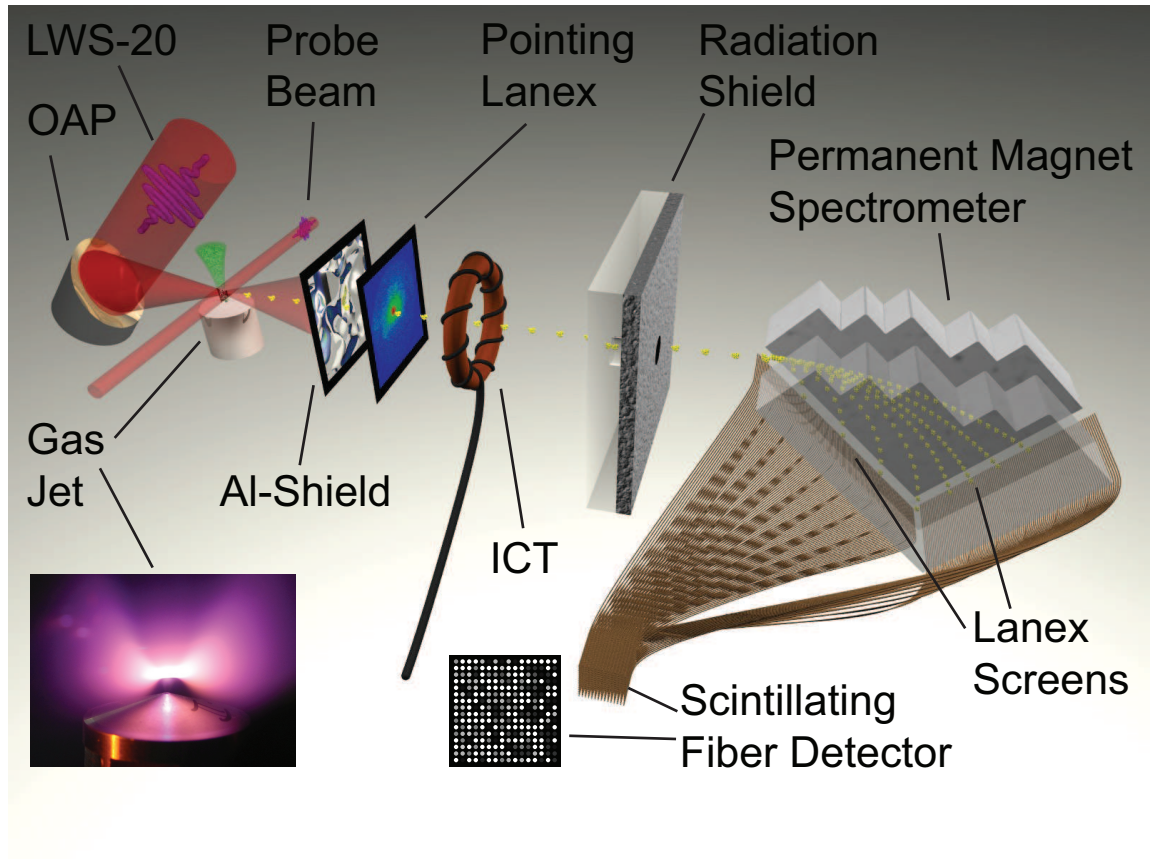 LWS-20
OAP
Probe
Beam
Pointing
Lanex
Radiation
Shield
Permanent Magnet
Spectrometer
Gas
Jet
Al-Shield
ICT
Lanex
Screens
Scintillating
Fiber Detector